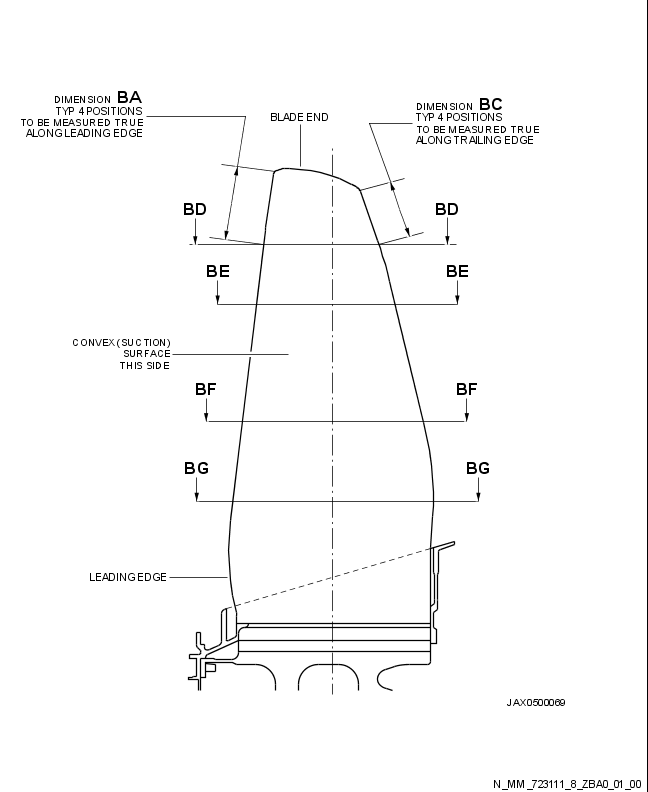 DIMENSION BA
TYP 4 POSITIONS
TO BE MEASURED TRUE
ALONG LEADING EDGE
BLADE END
DIMENSION BC
TYP 4 POSITIONS
TO BE MEASURED TRUE
ALONG TRAILING EDGE
BD
BD
BE
BE
CONVEX (SUCTION)
SURFACE
THIS SIDE
BF
BF
BG
BG
LEADING EDGE
JAX0500069
N_MM_723111_8_ZBA0_01_00